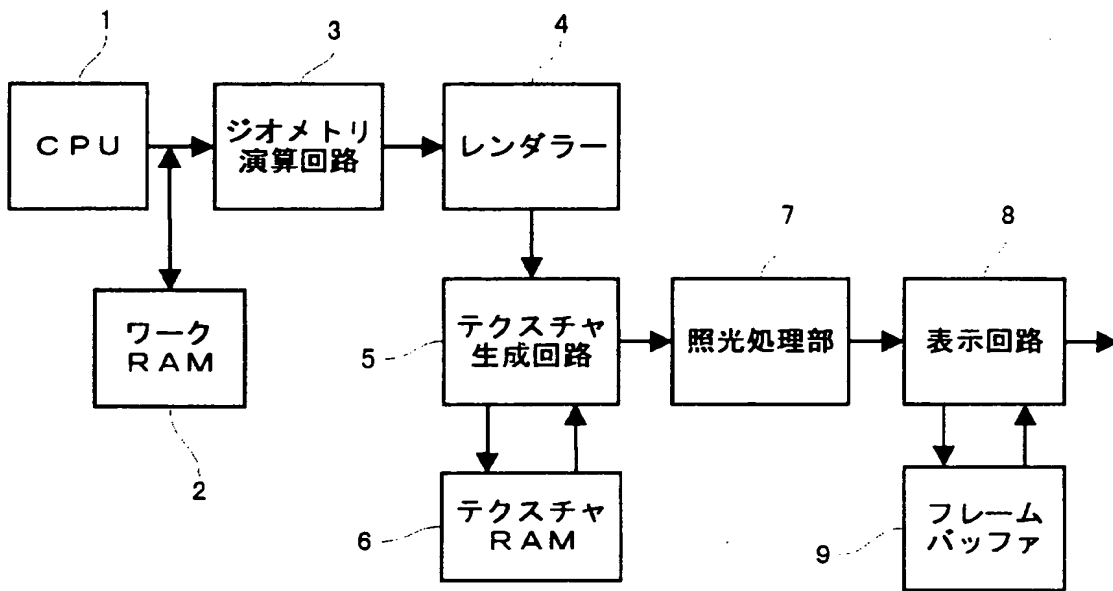 1
3
4
CPU
ジオメトリ
演算回路
レンダラー
7
8
ワーク
RAM
5
テクスチャ
生成回路
照光処理部
表示回路
2
6
テクスチャ
RAM
9
フレーム
バッファ